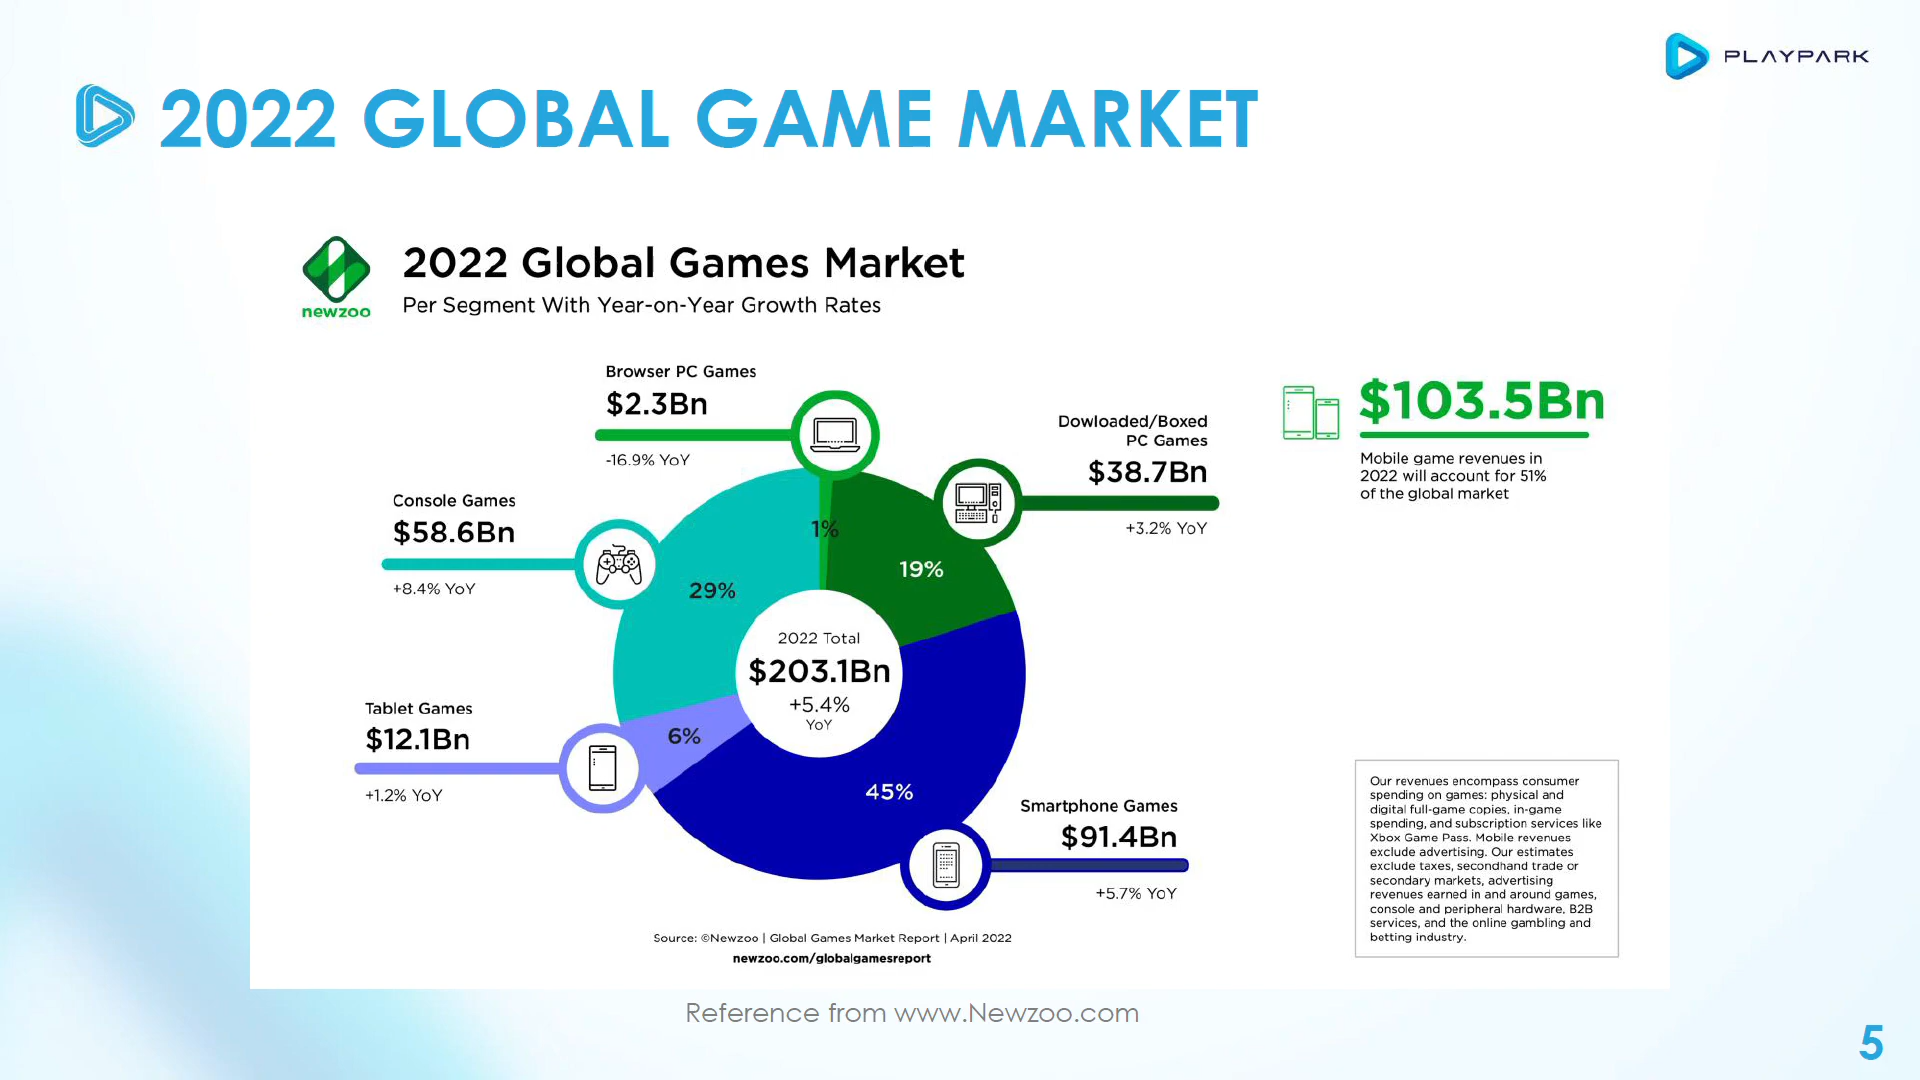 PLAYPARK
2022 GLOBAL GAME MARKET
newzoo
2022 Global Games Market
Per Segment With Year-on-Year Growth Rates
Browser PC Games
$2.3Bn
-16.9% YoY
Dowloaded/Boxed
PC Games
$38.7Bn
+3.2% YoY
$103.5Bn
Mobile game revenues in
2022 will account for 51%
of the global market
Console Games
$58.6Bn
+8.4% YoY
1%
19%
29%
2022 Total
$203.1Bn
+5.4%
YoY
Tablet Games
$12.1Bn
+1.2% YoY
6%
45%
Smartphone Games
$91.4Bn
+5.7% YoY
Our revenues encompass consumer
spending on games: physical and
digital full-game copies, in-game
spending, and subscription services like
Xbox Game Pass. Mobile revenues
exclude advertising. Our estimates
exclude taxes, secondhand trade or
secondary markets, advertising
revenues earned in and around games,
console and peripheral hardware, B2B
services, and the online gambling and
betting industry.
Source: ©Newzoo | Global Games Market Report | April 2022
newzoo.com/globalgamesreport
Reference from www.Newzoo.com
5